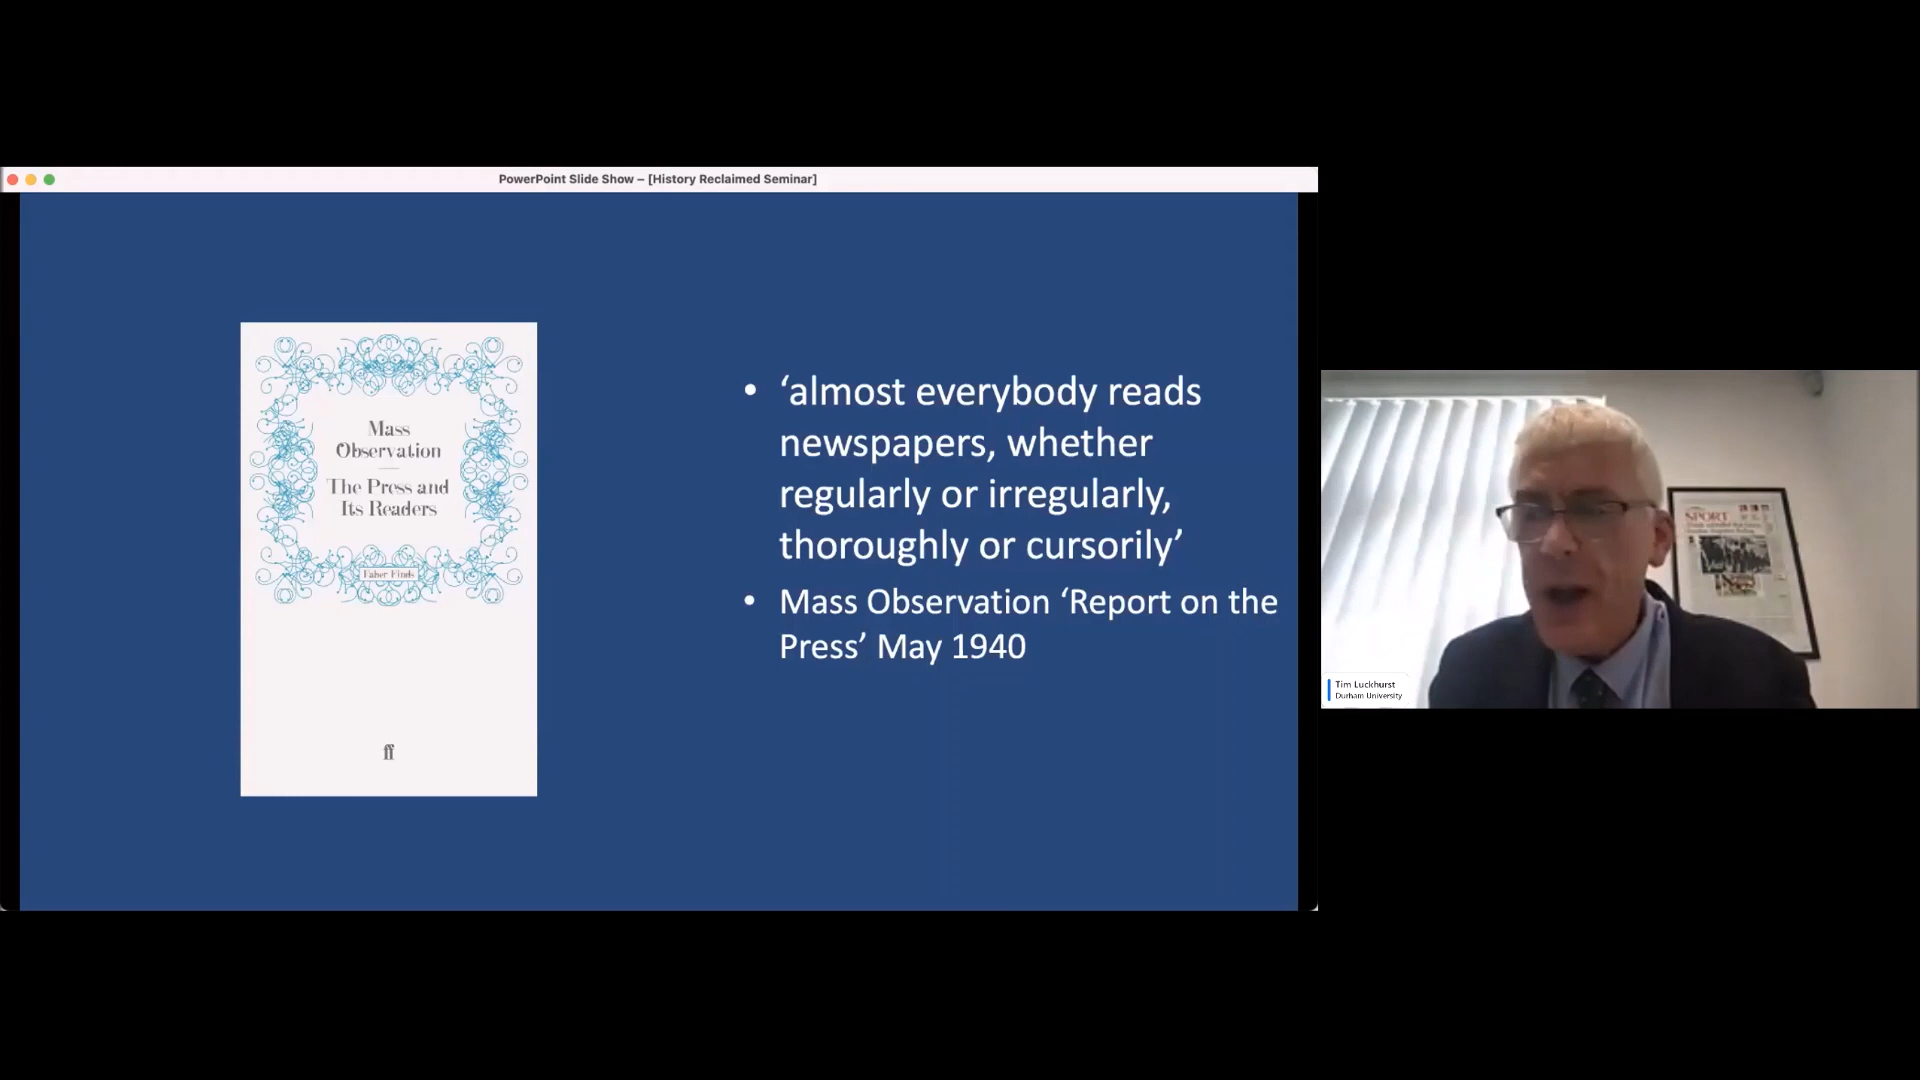 PowerPoint Slide Show – [History Reclaimed Seminar]
Mass
Observation
The Press and
Its Readers
Faber Finds
ff
• ‘almost everybody reads
newspapers, whether
regularly or irregularly,
thoroughly or cursorily’
• Mass Observation ‘Report on the
Press’ May 1940
SPORT
Tim Luckhurst
Durham University